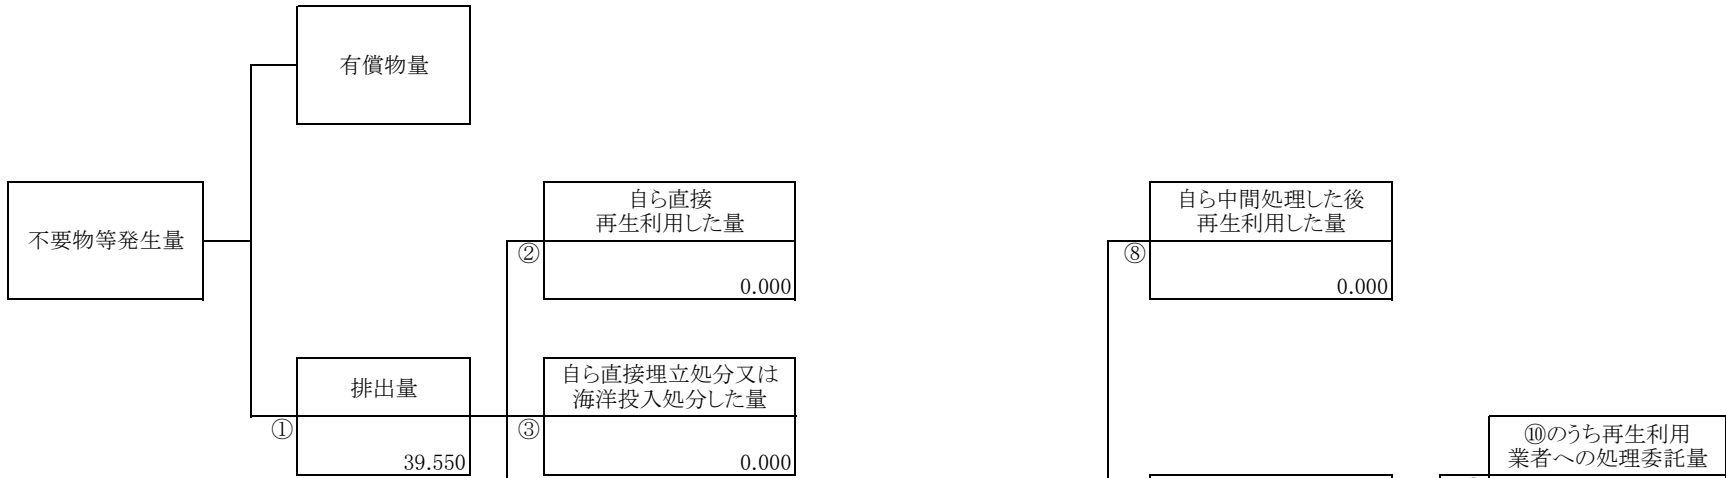 有償物量
不要物等発生量
自ら直接
再生利用した量
②
0.000
自ら中間処理した後
再生利用した量
⑧
0.000
排出量
①
39.550
自ら直接埋立処分又は
海洋投入処分した量
③
0.000
⑩のうち再生利用
業者への処理委託量